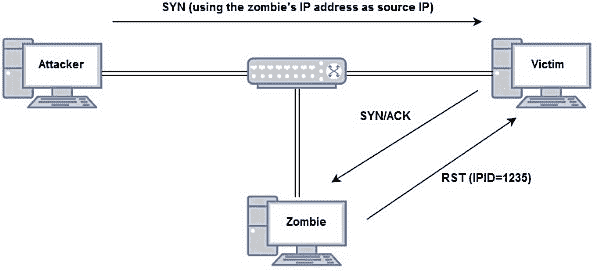 SYN (using the zombie's IP address as source IP)
Attacker
Victim
SYN/ACK
RST (IPID=1235)
Zombie